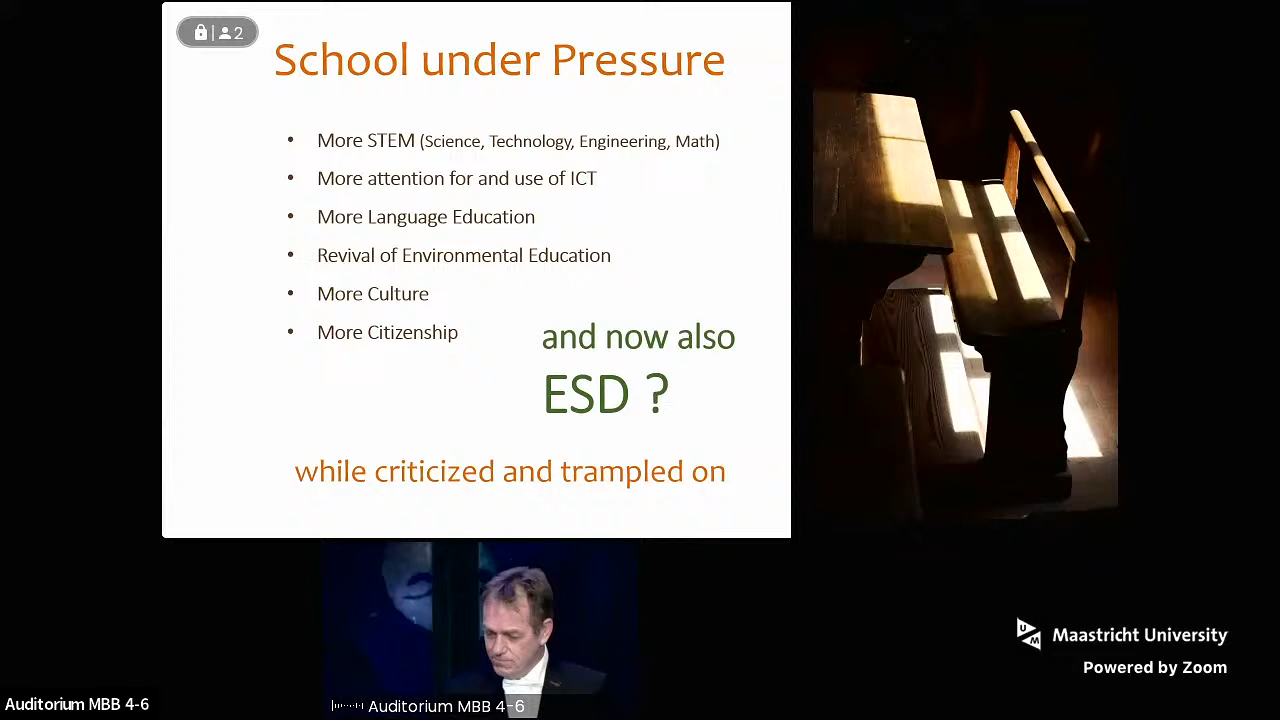 2
School under Pressure
• More STEM (Science, Technology, Engineering, Math)
• More attention for and use of ICT
• More Language Education
• Revival of Environmental Education
• More Culture
• More Citizenship
and now also
ESD ?
while criticized and trampled on
UM Maastricht University
Powered by Zoom
Auditorium MBB 4-6
Auditorium MBB 4-6